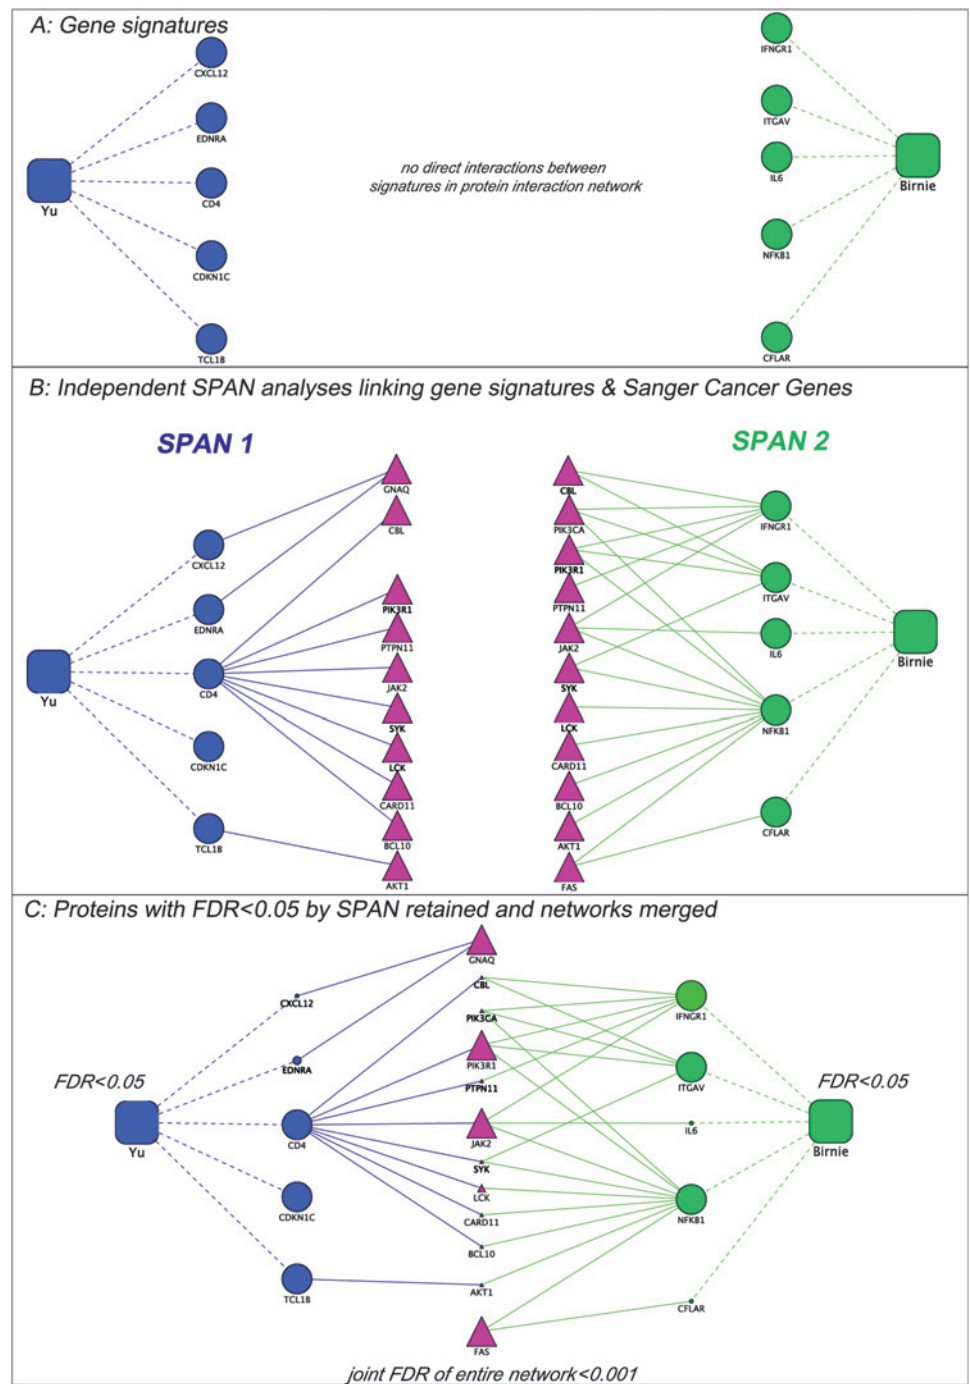 A: Gene signatures
CXCL12
EDNRA
CD4
CDKN1C
TCL1B
Yu
no direct interactions between
signatures in protein interaction network
IFNGR1
ITGAV
IL6
NFKB1
CFLAR
Birnie
B: Independent SPAN analyses linking gene signatures & Sanger Cancer Genes
SPAN 1
SPAN 2
Yu
CXCL12
EDNRA
CD4
CDKN1C
TCL1B
GNAQ
CBL
PIK3R1
PTPN11
JAK2
SYK
LCK
CARD11
BCL10
AKT1
CBL
PIK3CA
PIK3R1
PTPN11
JAK2
SYK
LCK
CARD11
BCL10
AKT1
FAS
IFNGR1
ITGAV
IL6
NFKB1
CFLAR
Birnie
C: Proteins with FDR<0.05 by SPAN retained and networks merged
FDR<0.05
Yu
CXCL12
EDNRA
CD4
CDKN1C
TCL1B
GNAQ
CBL
PIK3CA
PIK3R1
PTPN11
JAK2
SYK
LCK
CARD11
BCL10
AKT1
FAS
IFNGR1
ITGAV
IL6
NFKB1
CFLAR
FDR<0.05
Birnie
joint FDR of entire network<0.001